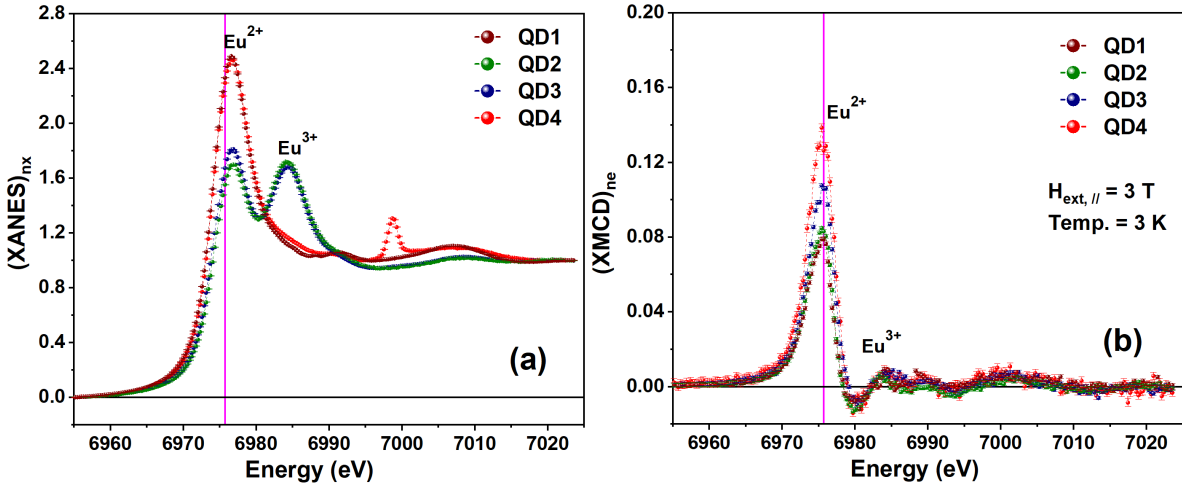 (XANES)nx
2.8
2.4
2.0
1.6
1.2
0.8
0.4
0.0
Eu2+
Eu3+
QD1
QD2
QD3
QD4
(a)
6960 6970 6980 6990 7000 7010 7020
Energy (eV)
(XMCD)ne
0.20
0.16
0.12
0.08
0.04
0.00
Eu2+
Eu3+
QD1
QD2
QD3
QD4
Hext, // = 3 T
Temp. = 3 K
(b)
6960 6970 6980 6990 7000 7010 7020
Energy (eV)